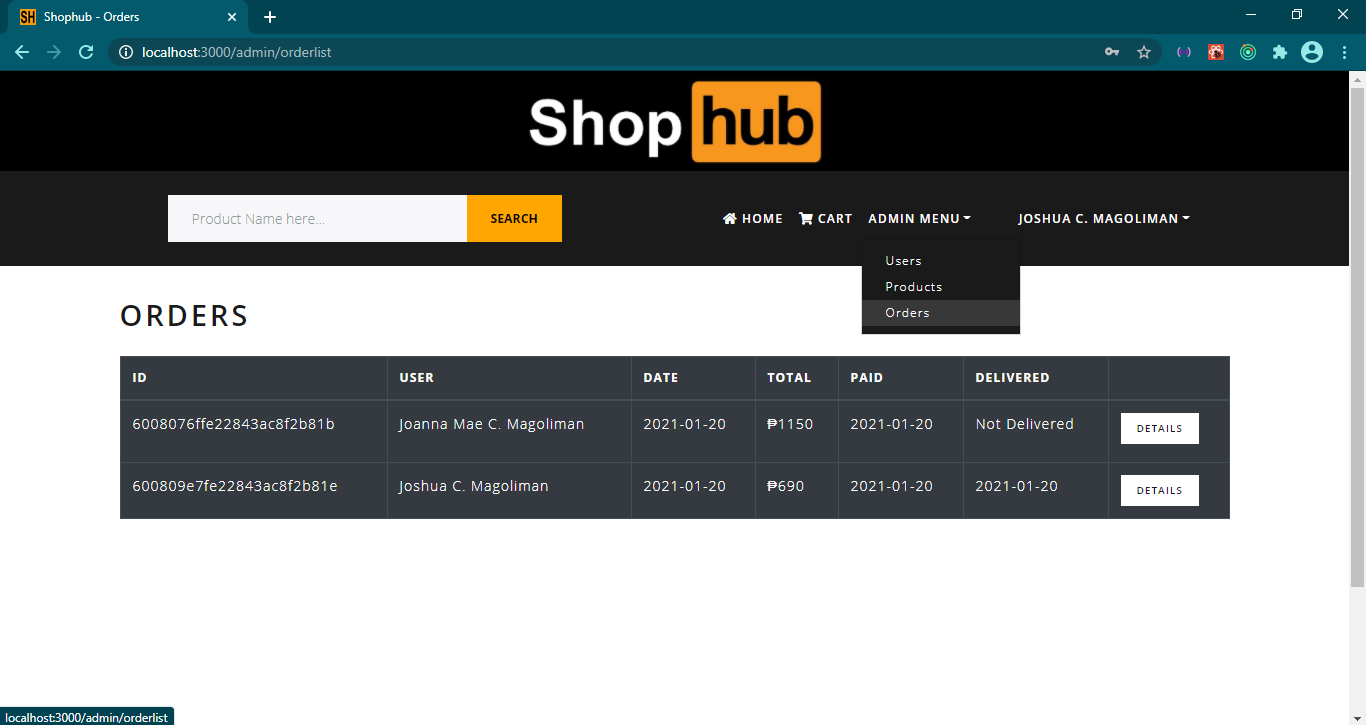 SH Shophub - Orders
localhost:3000/admin/orderlist
Shop hub
Product Name here... SEARCH HOME CART ADMIN MENU JOSHUA C. MAGOLIMAN
Users
Products
Orders
ORDERS
ID USER DATE TOTAL PAID DELIVERED
6008076ffe22843ac8f2b81b Joanna Mae C. Magoliman 2021-01-20 ₱1150 2021-01-20 Not Delivered DETAILS
600809e7fe22843ac8f2b81e Joshua C. Magoliman 2021-01-20 ₱690 2021-01-20 2021-01-20 DETAILS
localhost:3000/admin/orderlist